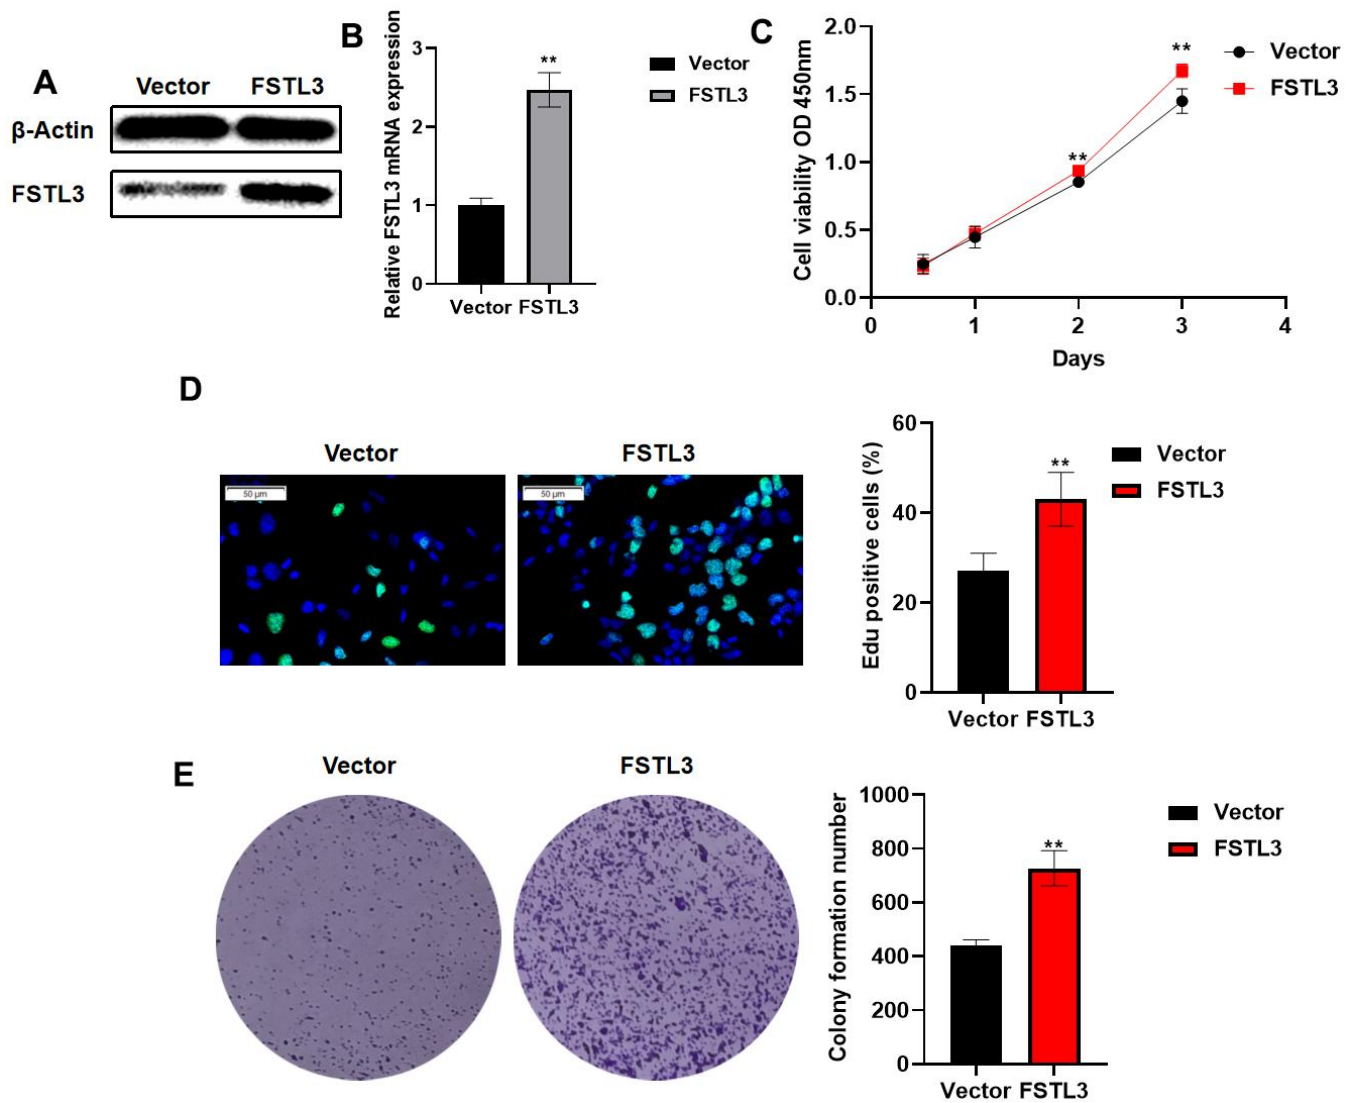 A
Vector FSTL3
β-Actin
FSTL3
B
Relative FSTL3 mRNA expression
3
2
1
0
**
Vector FSTL3
Vector
FSTL3
C
Cell viability OD 450nm
2.0
1.5
1.0
0.5
0.0
**
**
0 1 2 3 4
Days
Vector
FSTL3
D
Vector FSTL3
50 µm 50 µm
Edu positive cells (%)
60
40
20
0
**
Vector FSTL3
Vector
FSTL3
E
Vector FSTL3
Colony formation number
1000
800
600
400
200
0
**
Vector FSTL3
Vector
FSTL3